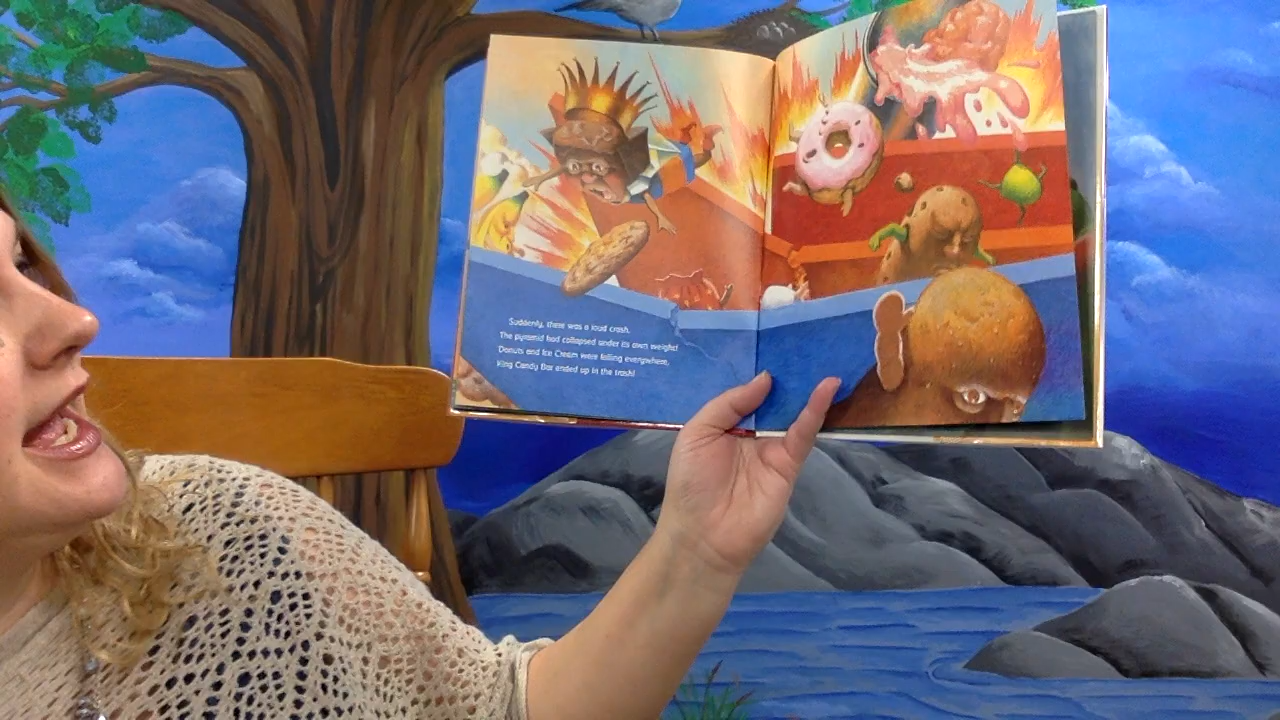 Suddenly, there was a loud crash.
The pyramid had collapsed under its own weight!
Donuts and Ice Cream were falling everywhere.
King Candy Bar ended up in the trash!